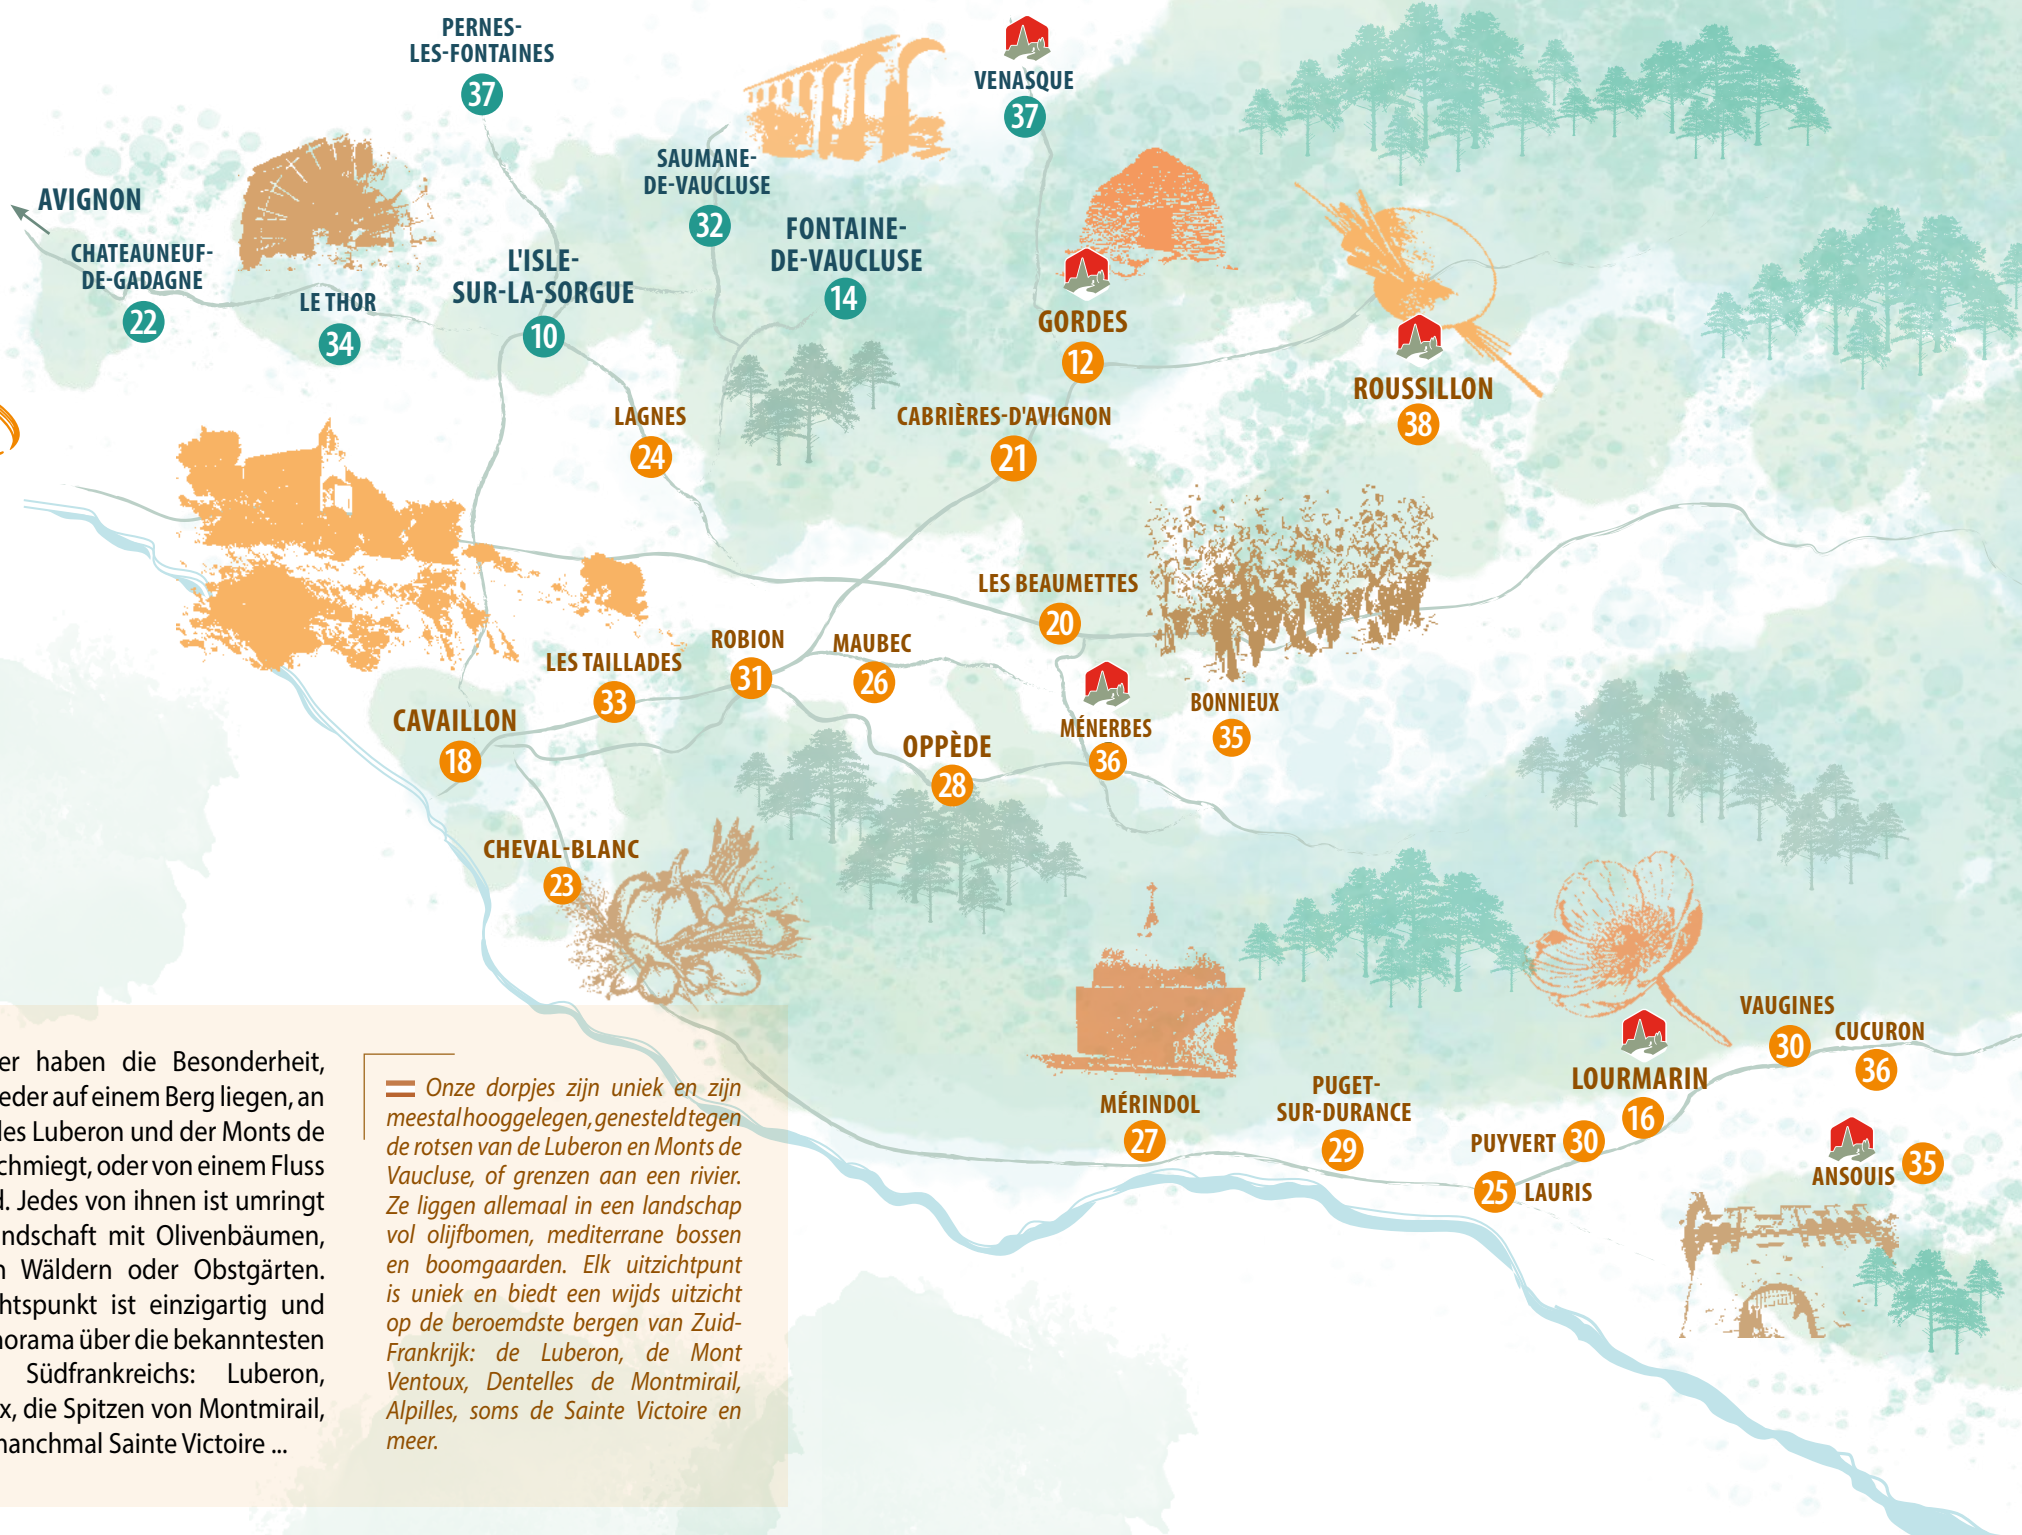 PERNES-
LES-FONTAINES
37
VENASQUE
37
SAUMANE-
DE-VAUCLUSE
32
AVIGNON
CHATEAUNEUF-
DE-GADAGNE
22
LE THOR
34
L'ISLE-
SUR-LA-SORGUE
10
FONTAINE-
DE-VAUCLUSE
14
GORDES
12
ROUSSILLON
38
LAGNES
24
CABRIÈRES-D'AVIGNON
21
LES BEAUMETTES
20
ROBION
31
MAUBEC
26
LES TAILLADES
33
CAVAILLON
18
OPPÈDE
28
MÉNERBES
36
BONNIEUX
35
CHEVAL-BLANC
23
MÉRINDOL
27
PUGET-
SUR-DURANCE
29
VAUGINES
30
CUCURON
36
LOURMARIN
16
PUYVERT 30
25 LAURIS
ANSOUIS 35
er haben die Besonderheit,
eder auf einem Berg liegen, an
les Luberon und der Monts de
chmiegt, oder von einem Fluss
d. Jedes von ihnen ist umringt
ndschaft mit Olivenbäumen,
n Wäldern oder Obstgärten.
htspunkt ist einzigartig und
norama über die bekanntesten
Südfrankreichs: Luberon,
x, die Spitzen von Montmirail,
manchmal Sainte Victoire ...
Onze dorpjes zijn uniek en zijn
meestal hooggelegen, genesteld tegen
de rotsen van de Luberon en Monts de
Vaucluse, of grenzen aan een rivier.
Ze liggen allemaal in een landschap
vol olijfbomen, mediterrane bossen
en boomgaarden. Elk uitzichtpunt
is uniek en biedt een wijds uitzicht
op de beroemdste bergen van Zuid-
Frankrijk: de Luberon, de Mont
Ventoux, Dentelles de Montmirail,
Alpilles, soms de Sainte Victoire en
meer.